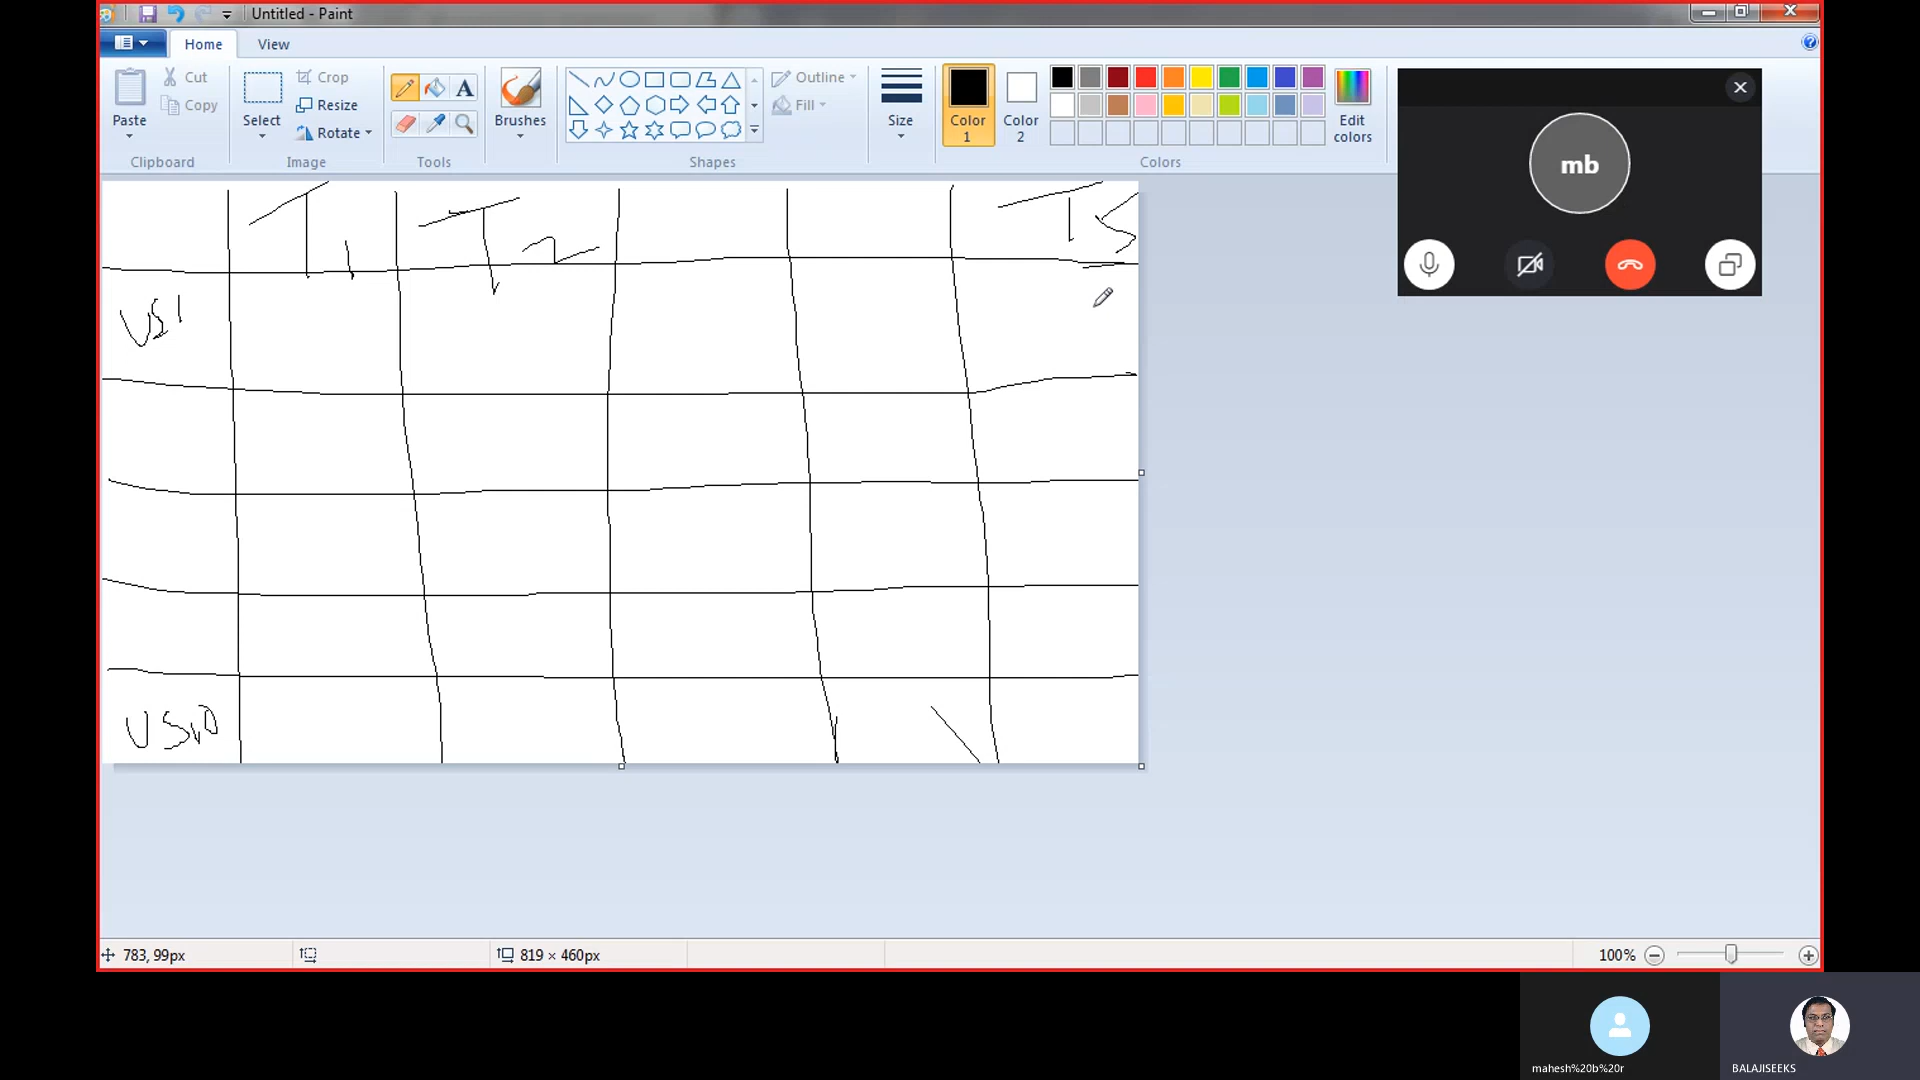 Untitled - Paint
Home View
Paste
Cut
Copy
Clipboard
Select
Crop
Resize
Rotate
Image
Tools
Brushes
Shapes
Outline
Fill
Size
Color 1
Color 2
Edit colors
Colors
mb
T1 T2 T5
US1
US10
783, 99px
819 × 460px
100%
mahesh%20b%20r
BALAJISEEKS